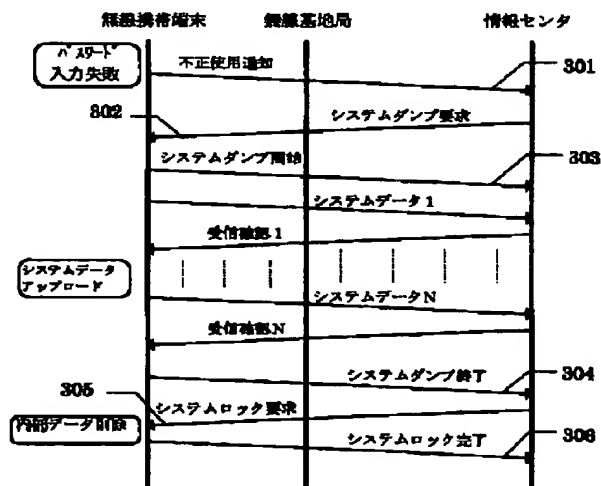 無線携帯端末
無線基地局
情報センタ
パスワード
入力失敗
不正使用通知
301
302
システムダンプ要求
システムダンプ開始
303
システムデータ1
受信確認1
システムデータ
アップロード
システムデータN
受信確認N
システムダンプ終了
304
305
システムロック要求
内部データ削除
システムロック完了
306